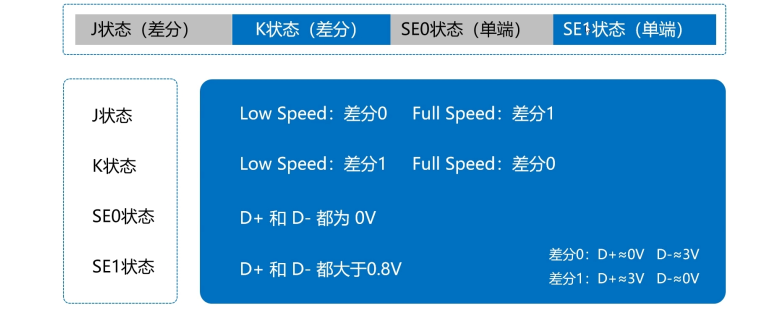 J状态（差分） K状态（差分） SE0状态（单端） SE1状态（单端）
J状态 Low Speed：差分0 Full Speed：差分1
K状态 Low Speed：差分1 Full Speed：差分0
SE0状态 D+ 和 D- 都为 0V
SE1状态 D+ 和 D- 都大于0.8V
差分0：D+≈0V D-≈3V
差分1：D+≈3V D-≈0V